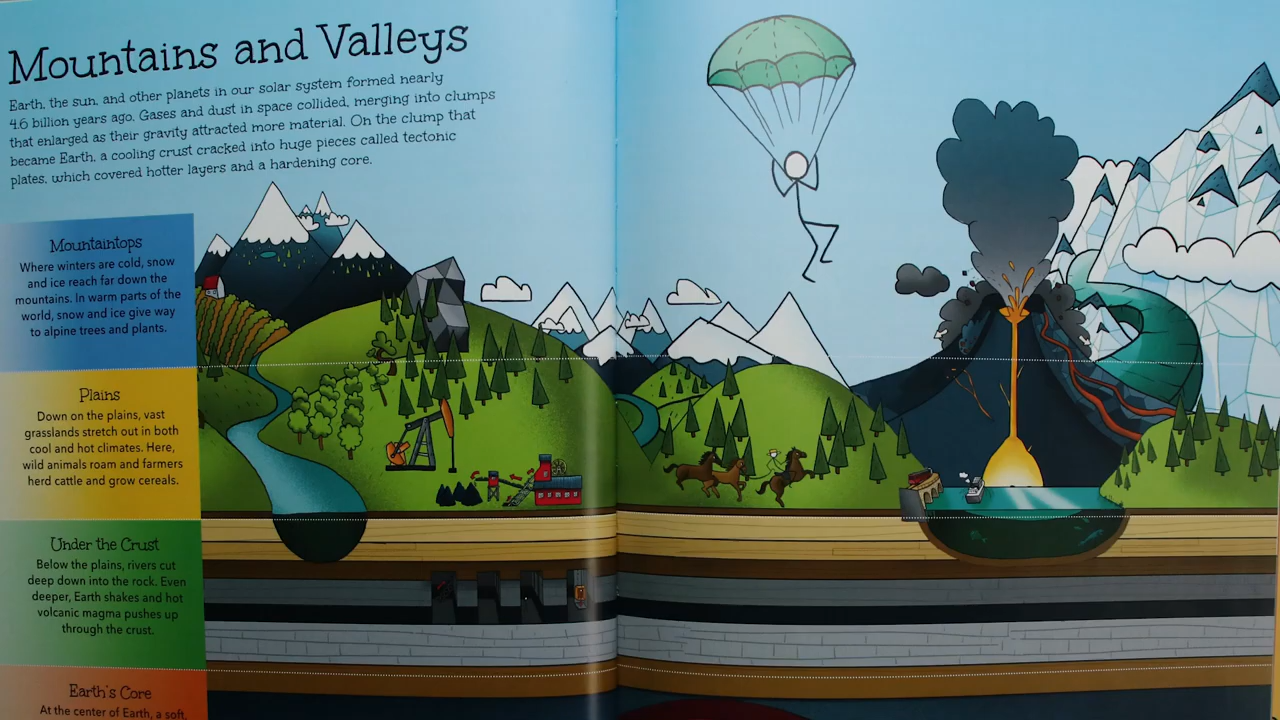 Mountains and Valleys
Earth, the sun, and other planets in our solar system formed nearly
4.6 billion years ago. Gases and dust in space collided, merging into clumps
that enlarged as their gravity attracted more material. On the clump that
became Earth, a cooling crust cracked into huge pieces called tectonic
plates, which covered hotter layers and a hardening core.
Mountaintops
Where winters are cold, snow
and ice reach far down the
mountains. In warm parts of the
world, snow and ice give way
to alpine trees and plants.
Plains
Down on the plains, vast
grasslands stretch out in both
cool and hot climates. Here,
wild animals roam and farmers
herd cattle and grow cereals.
Under the Crust
Below the plains, rivers cut
deep down into the rock. Even
deeper, Earth shakes and hot
volcanic magma pushes up
through the crust.
Earth's Core
At the center of Earth, a soft,